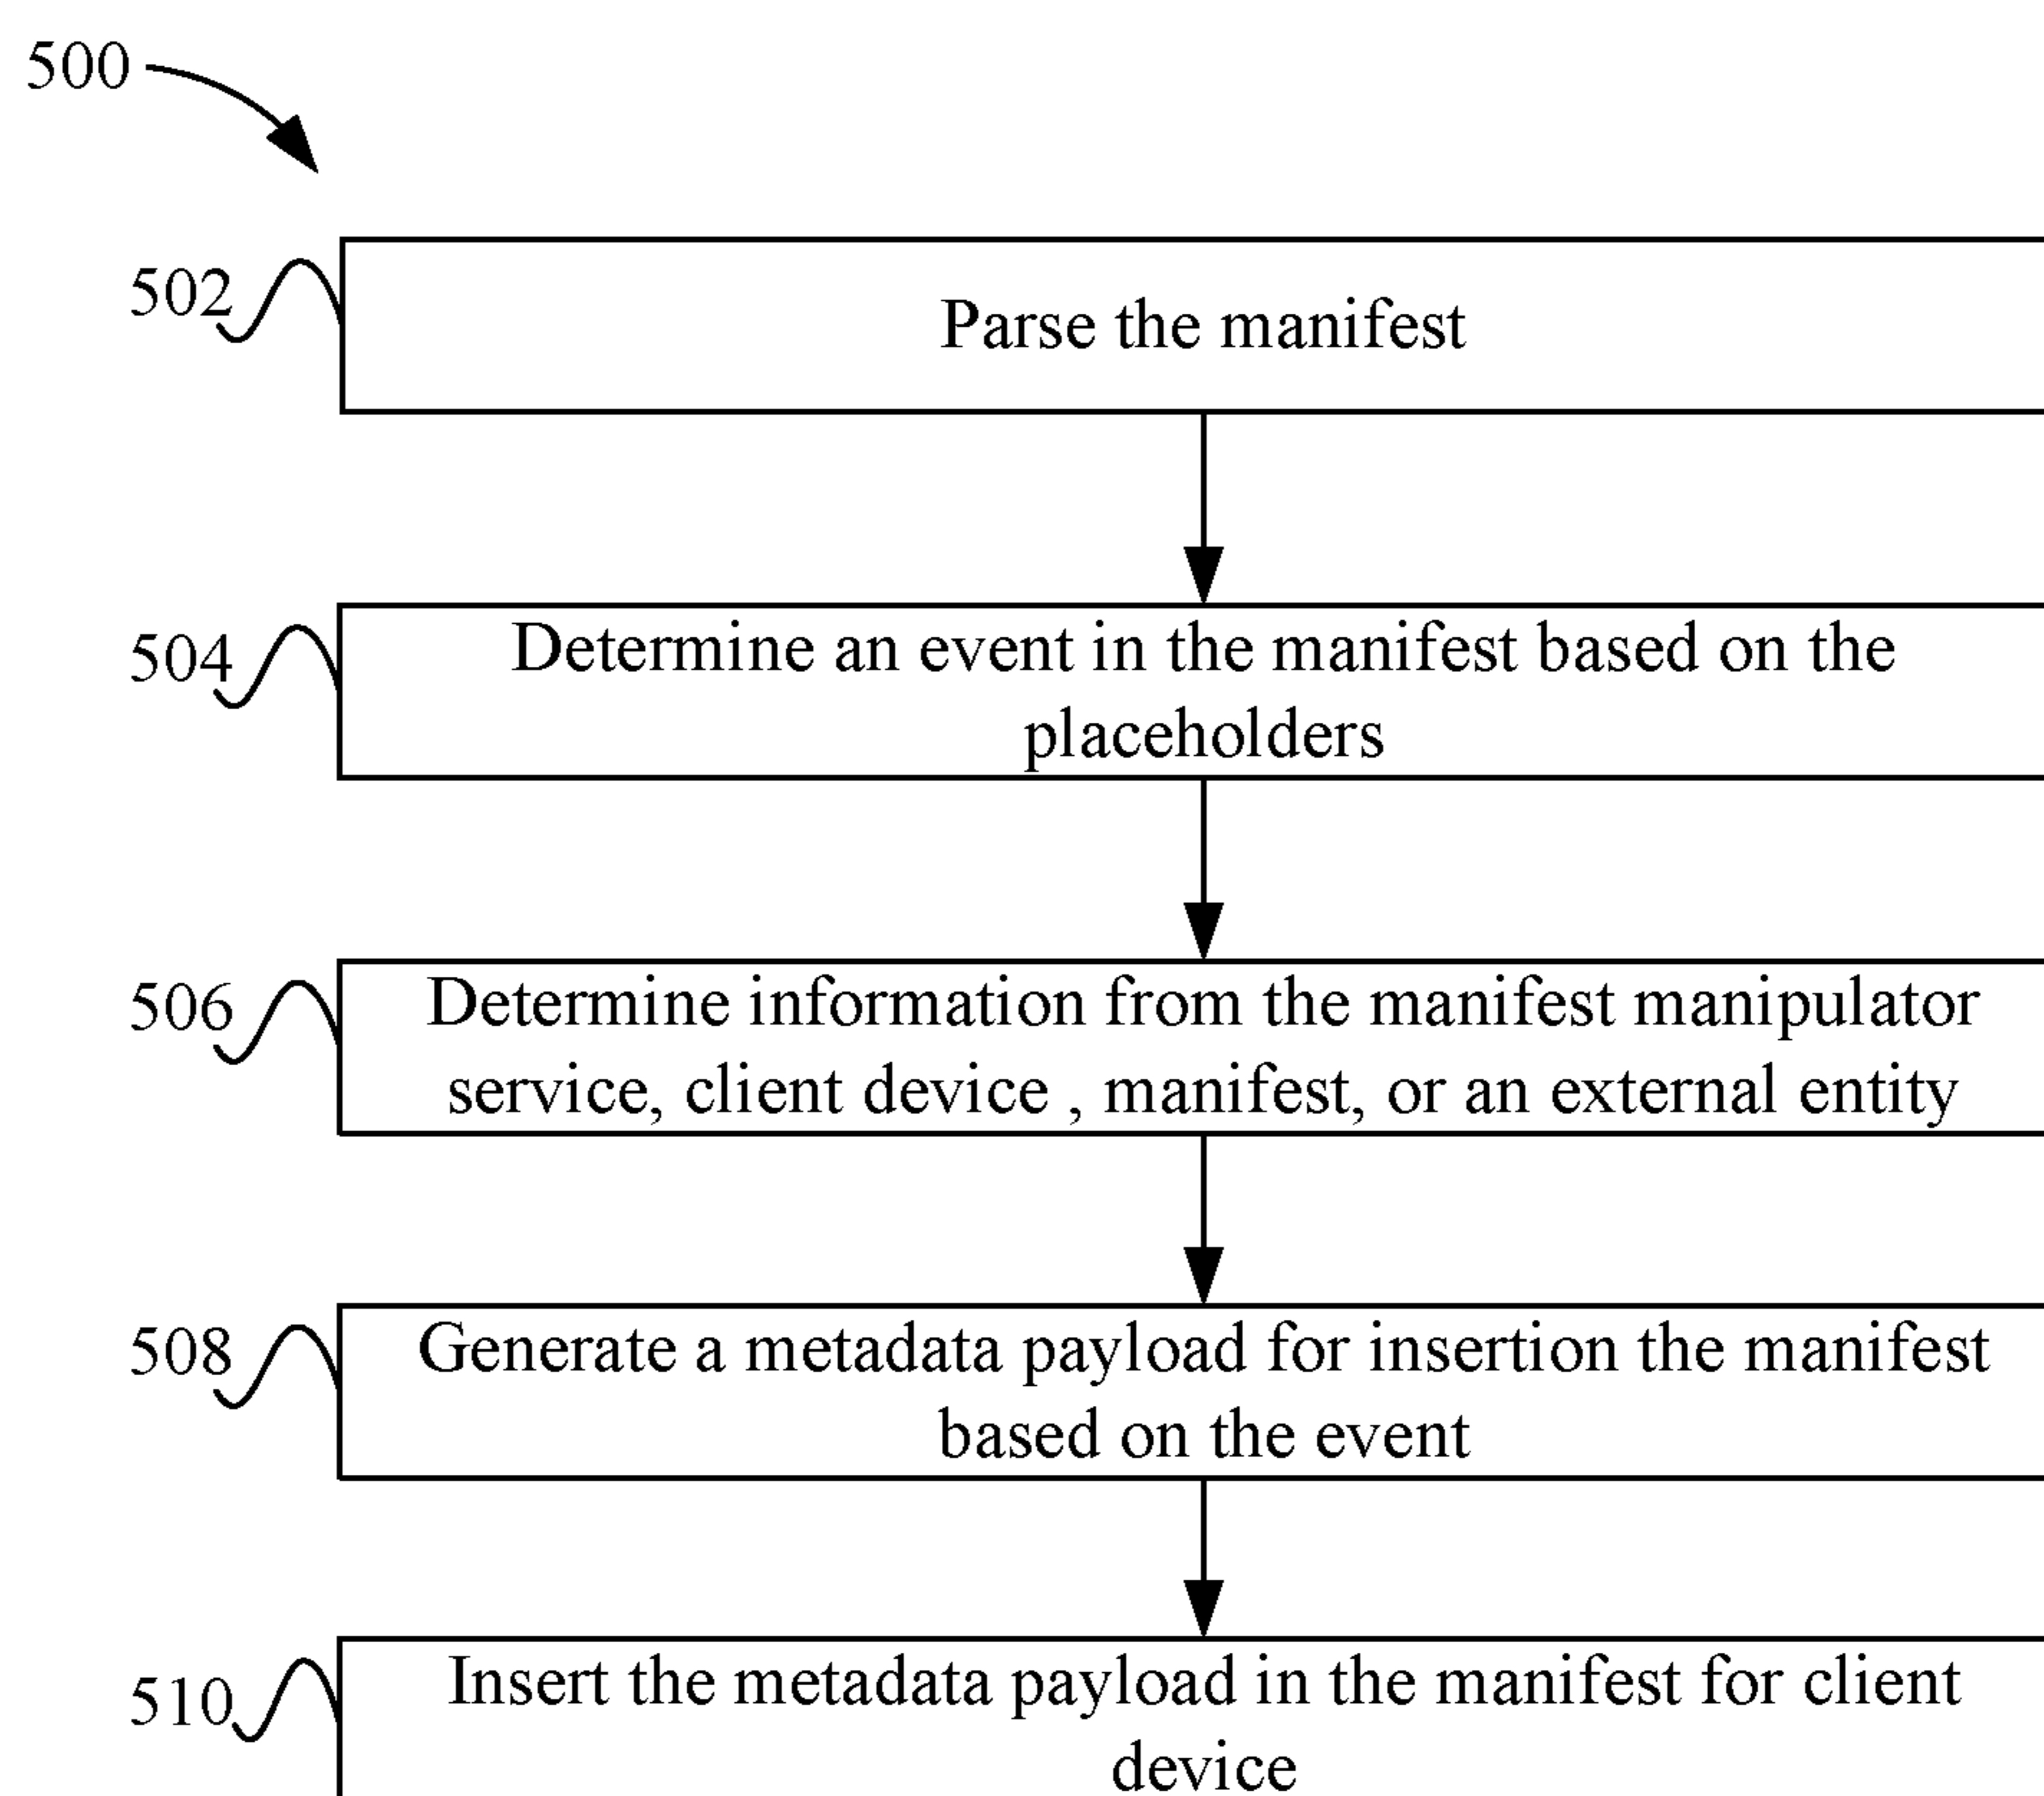 500
502
Parse the manifest
504
Determine an event in the manifest based on the
placeholders
506
Determine information from the manifest manipulator
service, client device , manifest, or an external entity
508
Generate a metadata payload for insertion the manifest
based on the event
510
Insert the metadata payload in the manifest for client
device